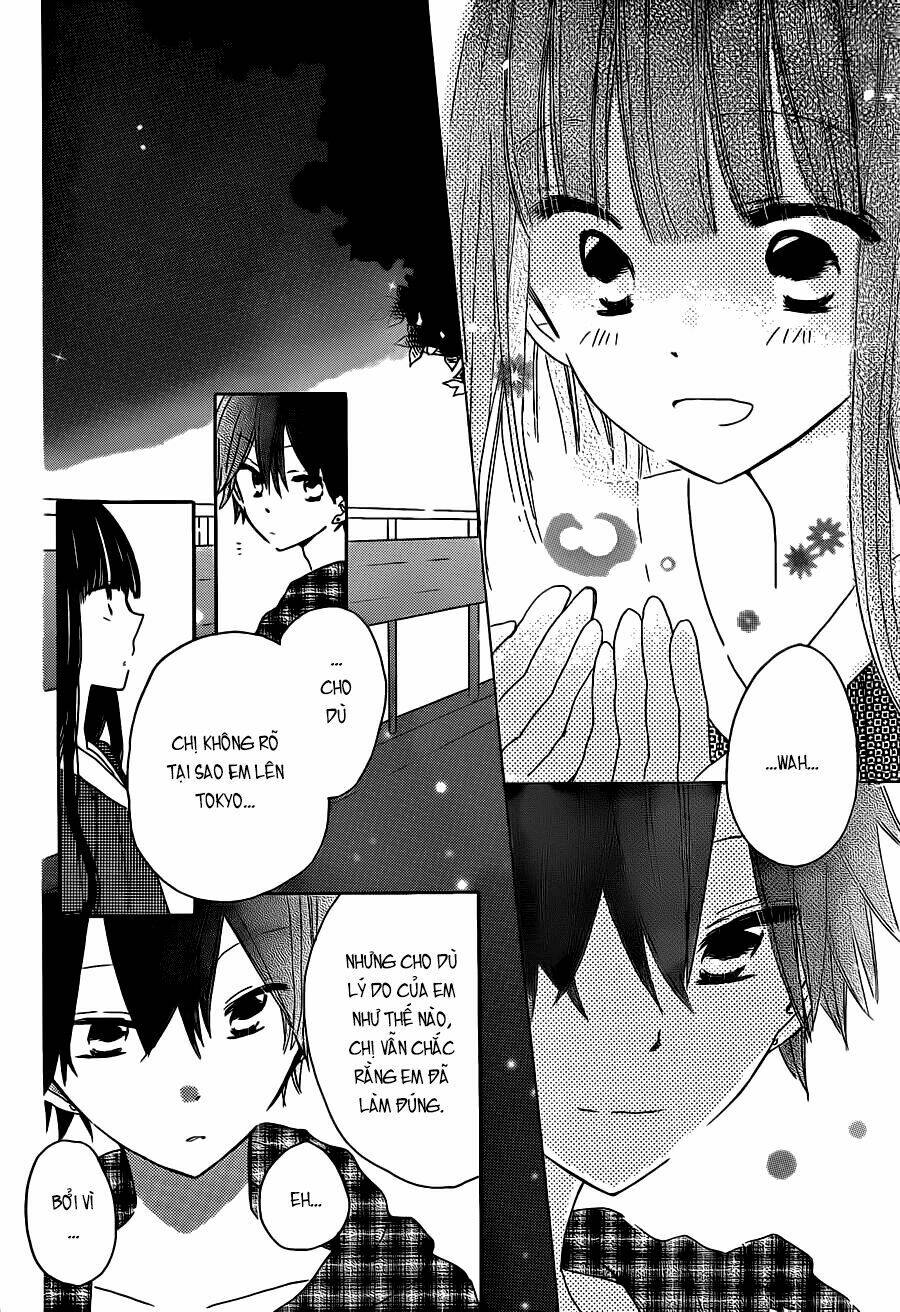 ...WAH...
...
CHO
DÙ
CHỊ KHÔNG RÕ
TẠI SAO EM LÊN
TOKYO...
NHƯNG CHO DÙ
LÝ DO CỦA EM
NHƯ THẾ NÀO,
CHỊ VẪN CHẮC
RẰNG EM ĐÃ
LÀM ĐÚNG.
EH...
BỞI VÌ
...